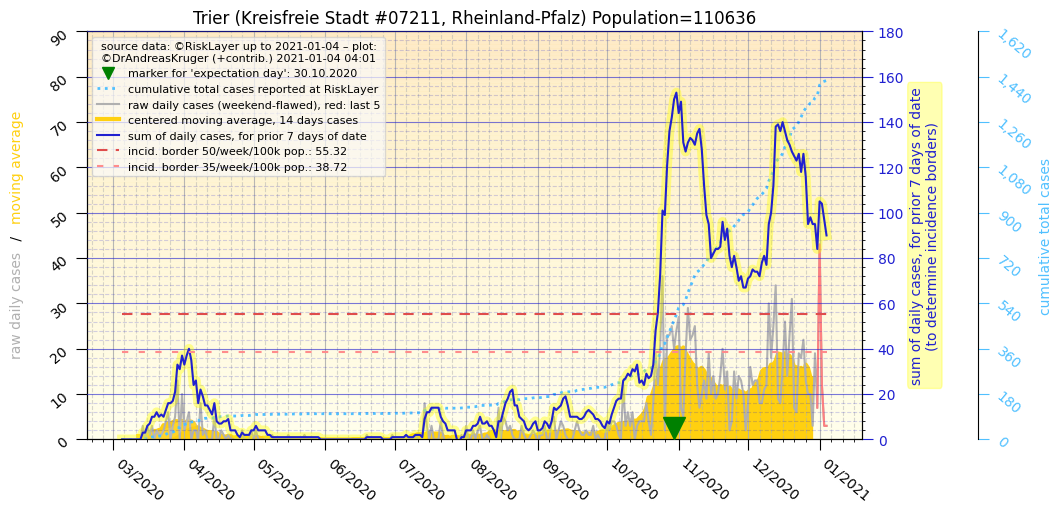 Trier (Kreisfreie Stadt #07211, Rheinland-Pfalz) Population=110636
source data: ©RiskLayer up to 2021-01-04 – plot:
©DrAndreasKruger (+contrib.) 2021-01-04 04:01
marker for 'expectation day': 30.10.2020
cumulative total cases reported at RiskLayer
raw daily cases (weekend-flawed), red: last 5
centered moving average, 14 days cases
sum of daily cases, for prior 7 days of date
incid. border 50/week/100k pop.: 55.32
incid. border 35/week/100k pop.: 38.72
raw daily cases / moving average
90
80
70
60
50
40
30
20
10
0
03/2020
04/2020
05/2020
06/2020
07/2020
08/2020
09/2020
10/2020
11/2020
12/2020
01/2021
180
160
140
120
100
80
60
40
20
0
sum of daily cases, for prior 7 days of date
(to determine incidence borders)
1,620
1,440
1,260
1,080
900
720
540
360
180
0
cumulative total cases